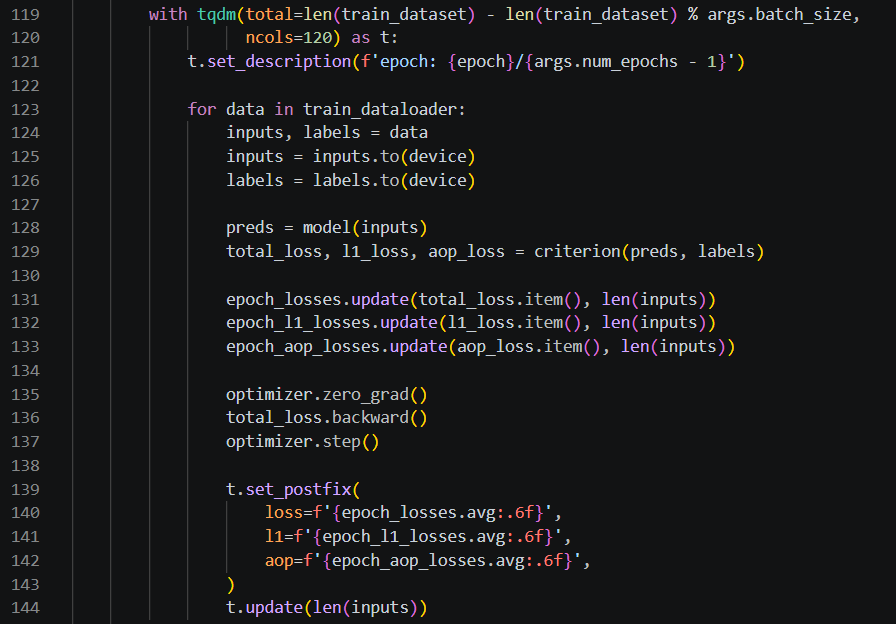 119 with tqdm(total=len(train_dataset) - len(train_dataset) % args.batch_size,
120 ncols=120) as t:
121 t.set_description(f'epoch: {epoch}/{args.num_epochs - 1}')
122
123 for data in train_dataloader:
124 inputs, labels = data
125 inputs = inputs.to(device)
126 labels = labels.to(device)
127
128 preds = model(inputs)
129 total_loss, l1_loss, aop_loss = criterion(preds, labels)
130
131 epoch_losses.update(total_loss.item(), len(inputs))
132 epoch_l1_losses.update(l1_loss.item(), len(inputs))
133 epoch_aop_losses.update(aop_loss.item(), len(inputs))
134
135 optimizer.zero_grad()
136 total_loss.backward()
137 optimizer.step()
138
139 t.set_postfix(
140 loss=f'{epoch_losses.avg:.6f}',
141 l1=f'{epoch_l1_losses.avg:.6f}',
142 aop=f'{epoch_aop_losses.avg:.6f}',
143 )
144 t.update(len(inputs))